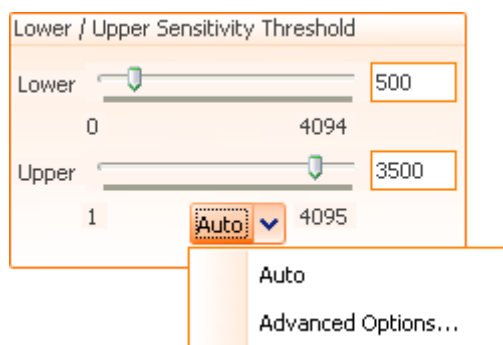 Lower / Upper Sensitivity Threshold
Lower 500
0 4094
Upper 3500
1 Auto 4095
Auto
Advanced Options...